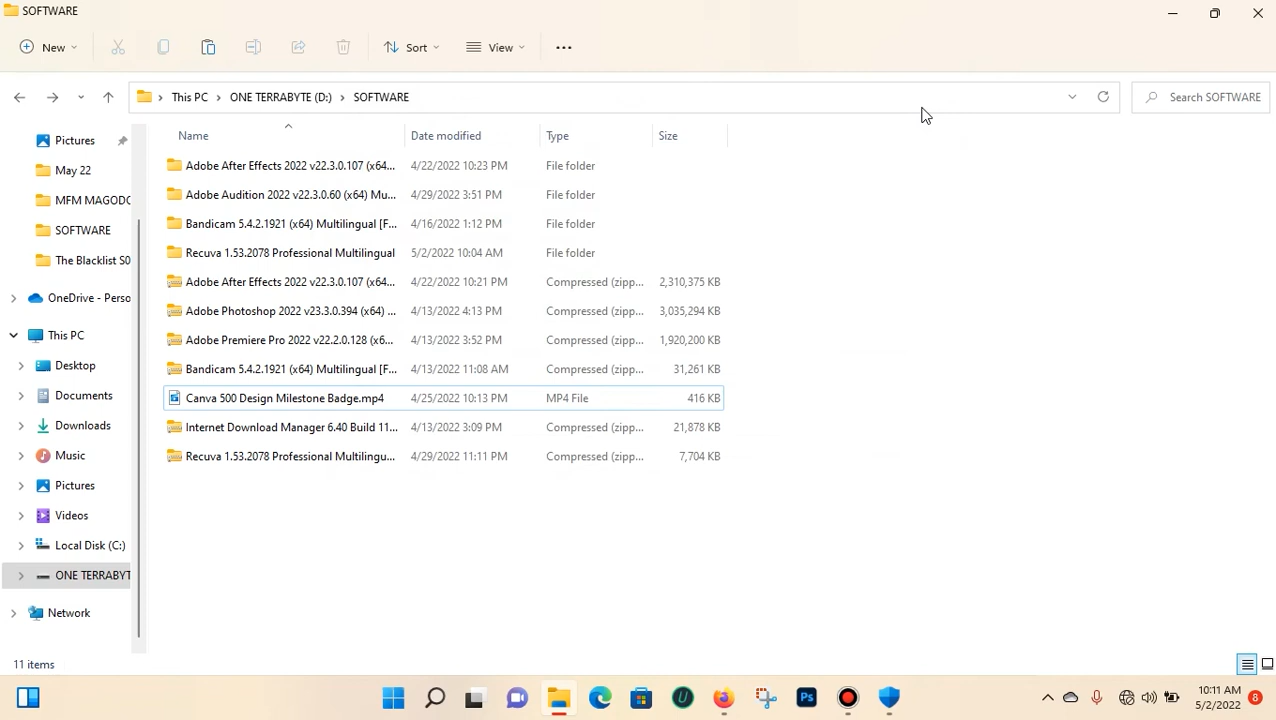 SOFTWARE
New
Sort
View
This PC
ONE TERRABYTE (D:)
SOFTWARE
Search SOFTWARE
Name
Date modified
Type
Size
Adobe After Effects 2022 v22.3.0.107 (x64... 4/22/2022 10:23 PM File folder
Adobe Audition 2022 v22.3.0.60 (x64) Mu... 4/29/2022 3:51 PM File folder
Bandicam 5.4.2.1921 (x64) Multilingual [F... 4/16/2022 1:12 PM File folder
Recuva 1.53.2078 Professional Multilingual 5/2/2022 10:04 AM File folder
Adobe After Effects 2022 v22.3.0.107 (x64... 4/22/2022 10:21 PM Compressed (zipp... 2,310,375 KB
Adobe Photoshop 2022 v23.3.0.394 (x64) ... 4/13/2022 4:13 PM Compressed (zipp... 3,035,294 KB
Adobe Premiere Pro 2022 v22.2.0.128 (x6... 4/13/2022 3:52 PM Compressed (zipp... 1,920,200 KB
Bandicam 5.4.2.1921 (x64) Multilingual [F... 4/13/2022 11:08 AM Compressed (zipp... 31,261 KB
Canva 500 Design Milestone Badge.mp4 4/25/2022 10:13 PM MP4 File 416 KB
Internet Download Manager 6.40 Build 11... 4/13/2022 3:09 PM Compressed (zipp... 21,878 KB
Recuva 1.53.2078 Professional Multilingu... 4/29/2022 11:11 PM Compressed (zipp... 7,704 KB
Pictures
May 22
MFM MAGODO
SOFTWARE
The Blacklist S0
OneDrive - Perso
This PC
Desktop
Documents
Downloads
Music
Pictures
Videos
Local Disk (C:)
ONE TERRABYT
Network
11 items
Ps
10:11 AM
5/2/2022
8